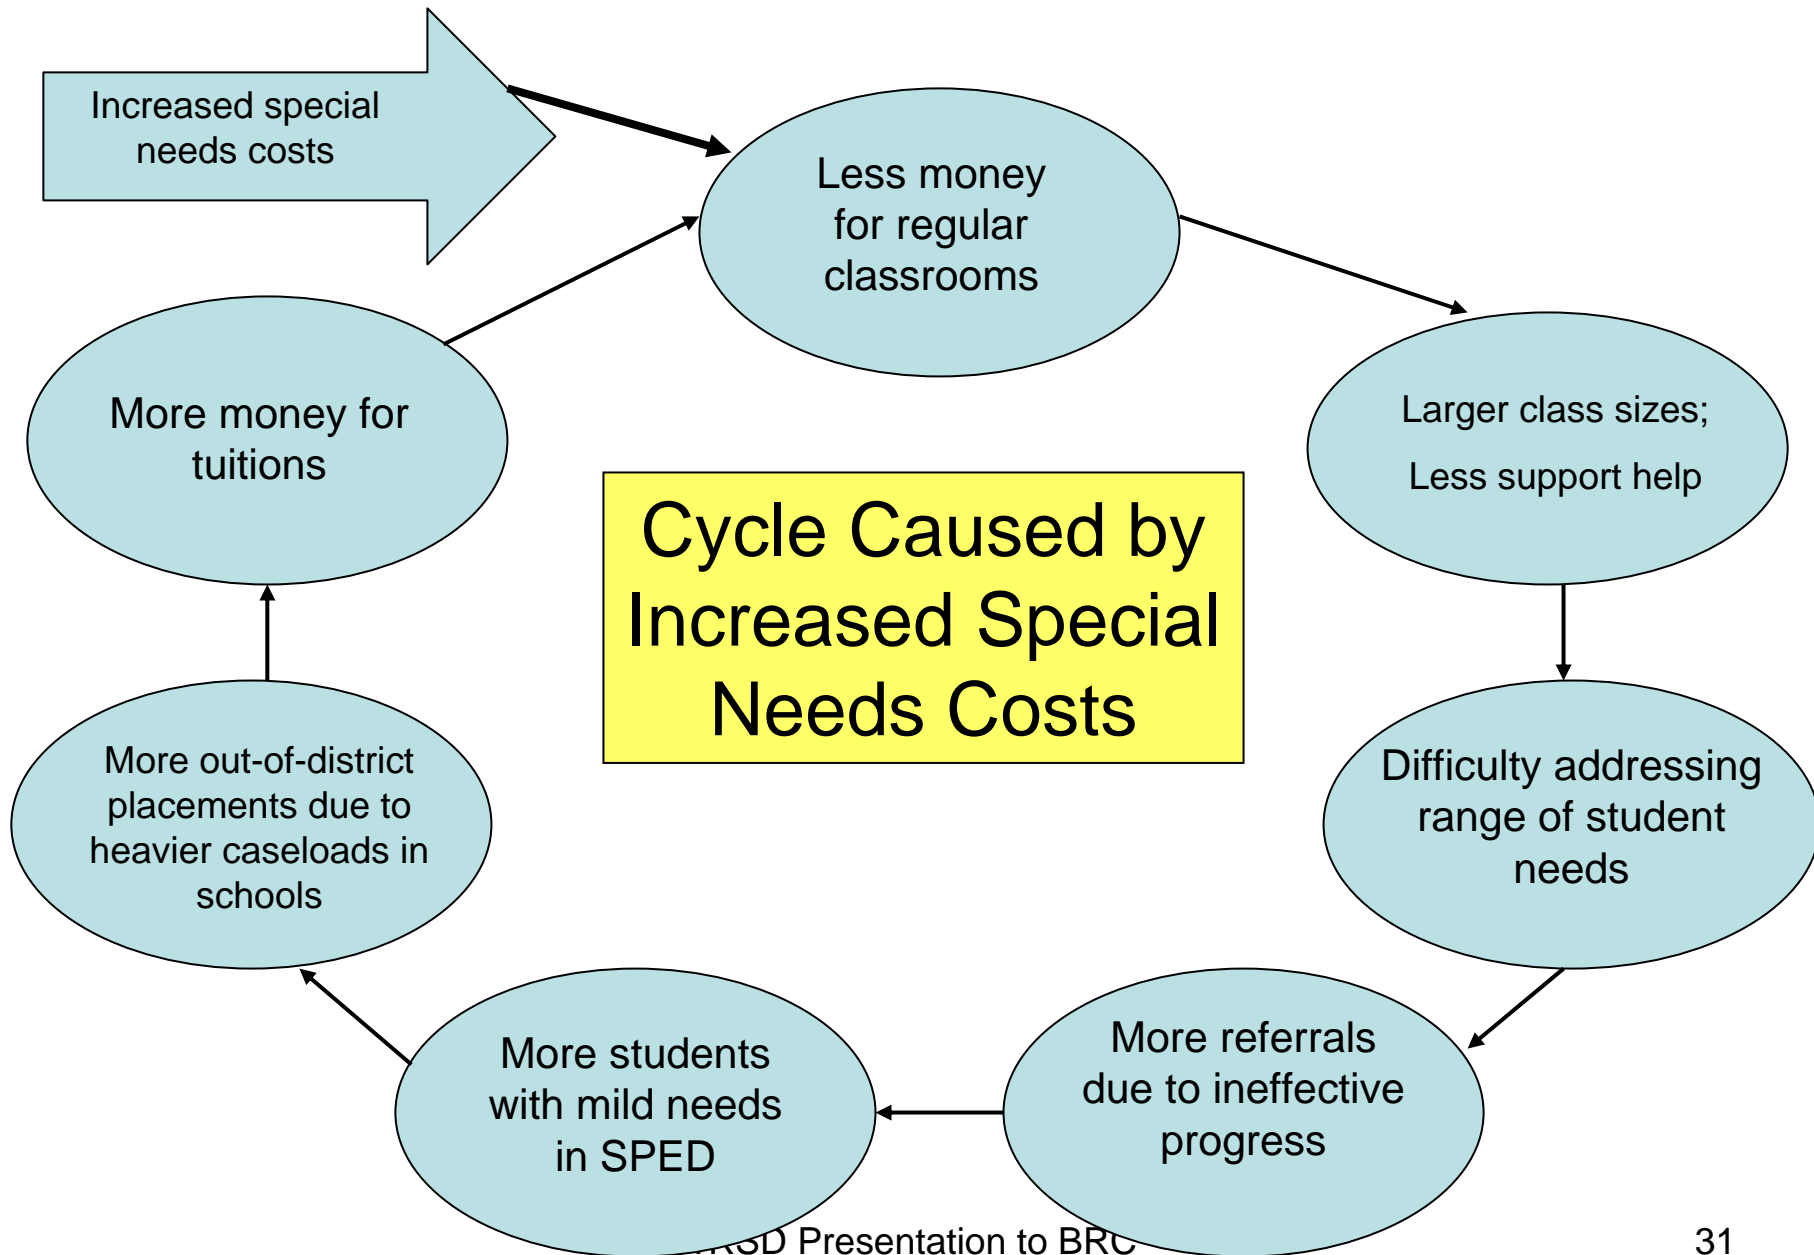 Increased special
needs costs
Less money
for regular
classrooms
Larger class sizes;
Less support help
Difficulty addressing
range of student
needs
More referrals
due to ineffective
progress
More students
with mild needs
in SPED
More out-of-district
placements due to
heavier caseloads in
schools
More money for
tuitions
Cycle Caused by
Increased Special
Needs Costs
Presentation to BRC
31